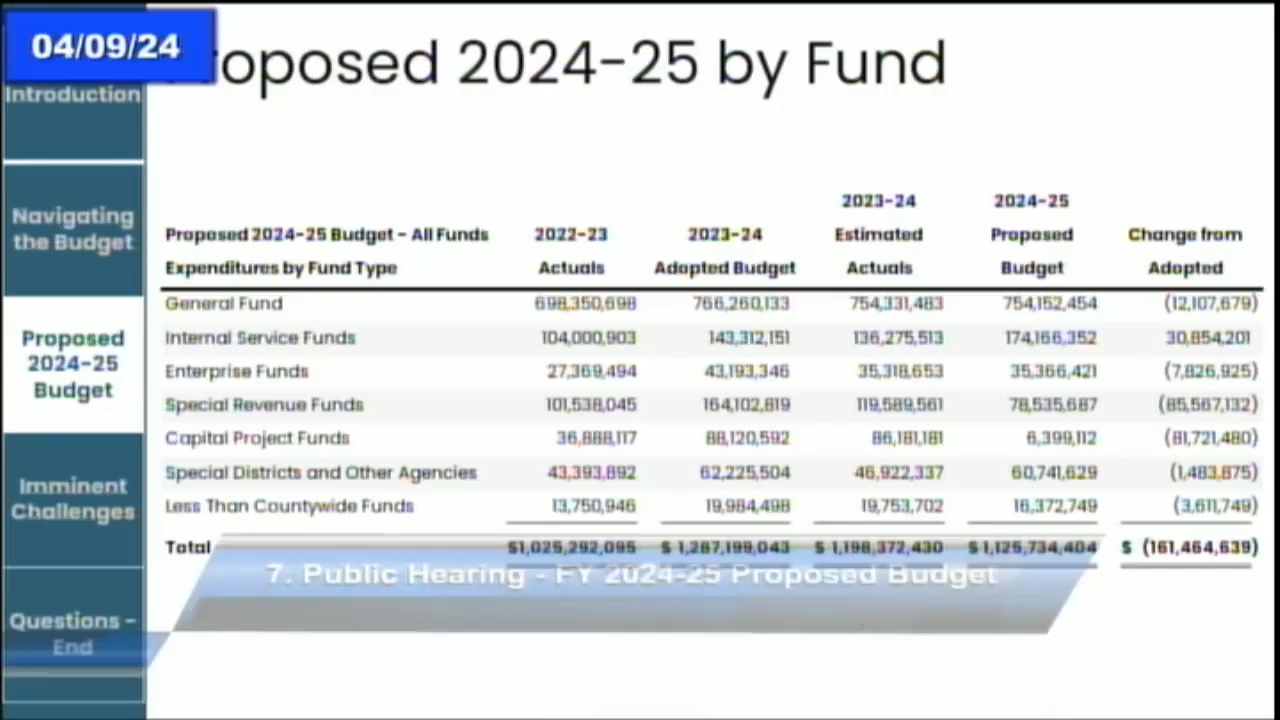 04/09/24
roposed 2024-25 by Fund
Introduction
Navigating
the Budget
Proposed
2024-25
Budget
Imminent
Challenges
Questions -
End
2023-24 2024-25
Proposed 2024-25 Budget - All Funds 2022-23 2023-24 Estimated Proposed Change from
Expenditures by Fund Type Actuals Adopted Budget Actuals Budget Adopted
General Fund 698,350,698 766,260,133 754,331,483 754,152,454 (12,107,679)
Internal Service Funds 104,000,903 143,312,151 136,275,513 174,166,352 30,854,201
Enterprise Funds 27,369,494 43,193,346 35,318,653 35,366,421 (7,826,925)
Special Revenue Funds 101,538,045 164,102,819 119,589,561 78,535,687 (85,567,132)
Capital Project Funds 36,888,117 88,120,592 86,181,181 6,399,112 (81,721,480)
Special Districts and Other Agencies 43,393,892 62,225,504 46,922,337 60,741,629 (1,483,875)
Less Than Countywide Funds 13,750,946 19,984,498 19,753,702 16,372,749 (3,611,749)
Total $1,025,292,095 $ 1,287,199,043 $ 1,198,372,430 $ 1,125,734,404 $ (161,464,639)
7. Public Hearing - FY 2024-25 Proposed Budget